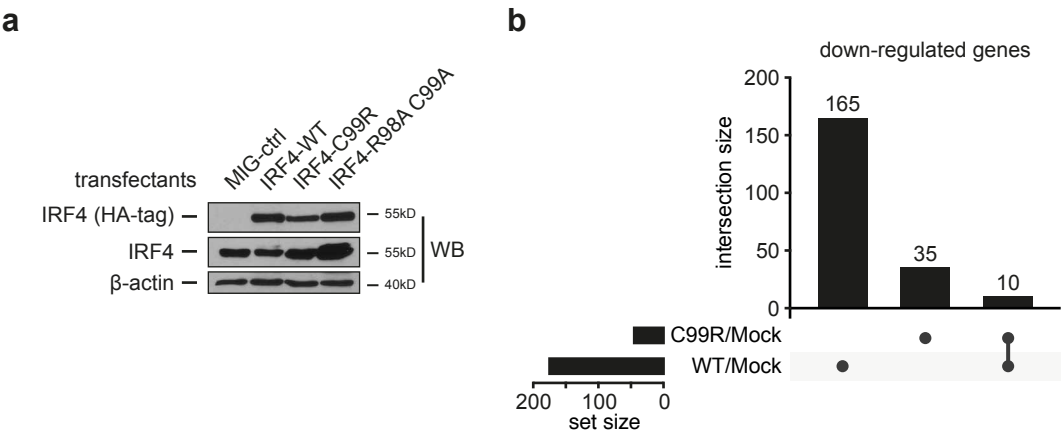 a
transfectants
MIG-ctrl
IRF4-WT
IRF4-C99R
IRF4-R98A C99A
IRF4 (HA-tag)
55kD
IRF4
55kD
β-actin
40kD
WB
b
down-regulated genes
intersection size
200
150
100
50
0
165
35
10
C99R/Mock
WT/Mock
200
100
0
set size